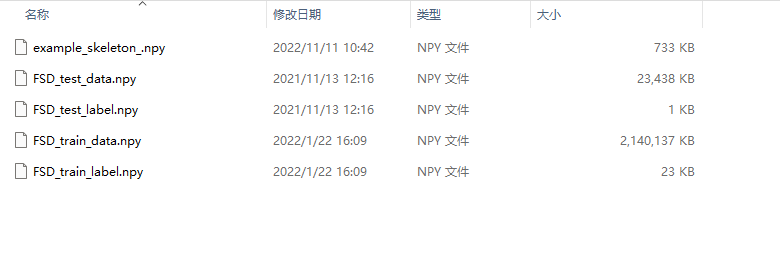 名称 修改日期 类型 大小
example_skeleton_.npy 2022/11/11 10:42 NPY 文件 733 KB
FSD_test_data.npy 2021/11/13 12:16 NPY 文件 23,438 KB
FSD_test_label.npy 2021/11/13 12:16 NPY 文件 1 KB
FSD_train_data.npy 2022/1/22 16:09 NPY 文件 2,140,137 KB
FSD_train_label.npy 2022/1/22 16:09 NPY 文件 23 KB